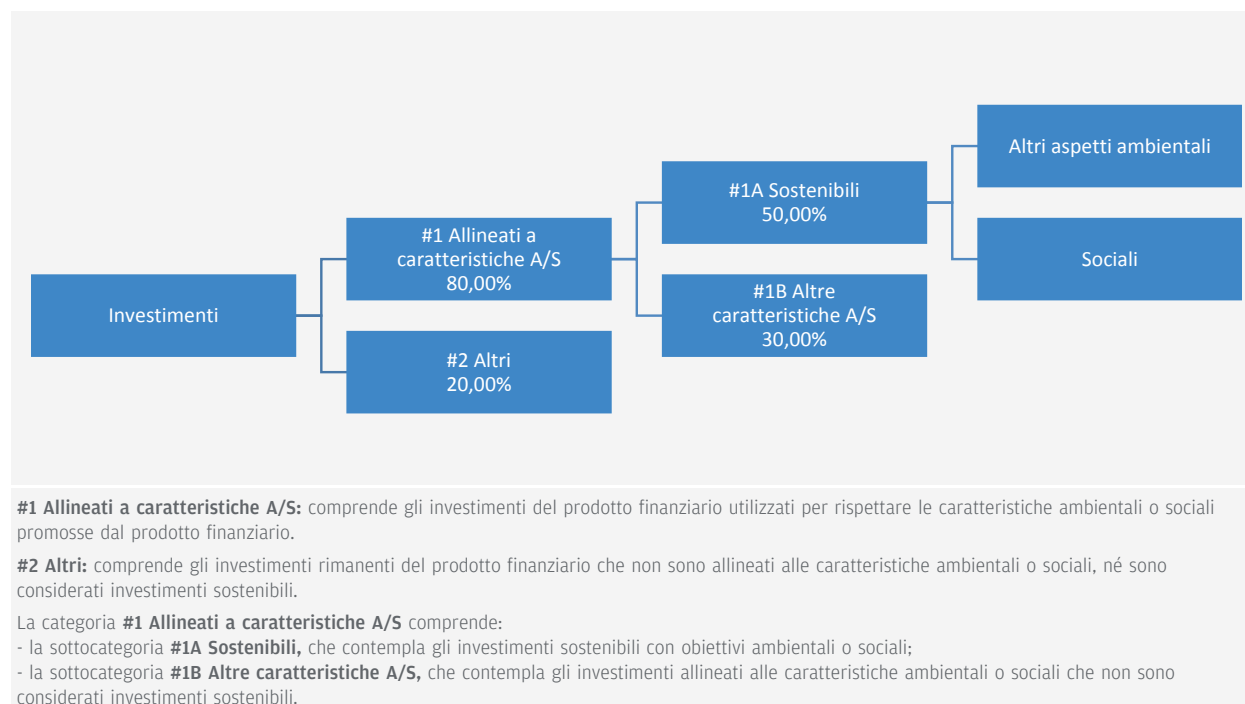 Investimenti
#1 Allineati a
caratteristiche A/S
80,00%
#2 Altri
20,00%
#1A Sostenibili
50,00%
#1B Altre
caratteristiche A/S
30,00%
Altri aspetti ambientali
Sociali
#1 Allineati a caratteristiche A/S: comprende gli investimenti del prodotto finanziario utilizzati per rispettare le caratteristiche ambientali o sociali
promosse dal prodotto finanziario.
#2 Altri: comprende gli investimenti rimanenti del prodotto finanziario che non sono allineati alle caratteristiche ambientali o sociali, né sono
considerati investimenti sostenibili.
La categoria #1 Allineati a caratteristiche A/S comprende:
- la sottocategoria #1A Sostenibili, che contempla gli investimenti sostenibili con obiettivi ambientali o sociali;
- la sottocategoria #1B Altre caratteristiche A/S, che contempla gli investimenti allineati alle caratteristiche ambientali o sociali che non sono
considerati investimenti sostenibili.